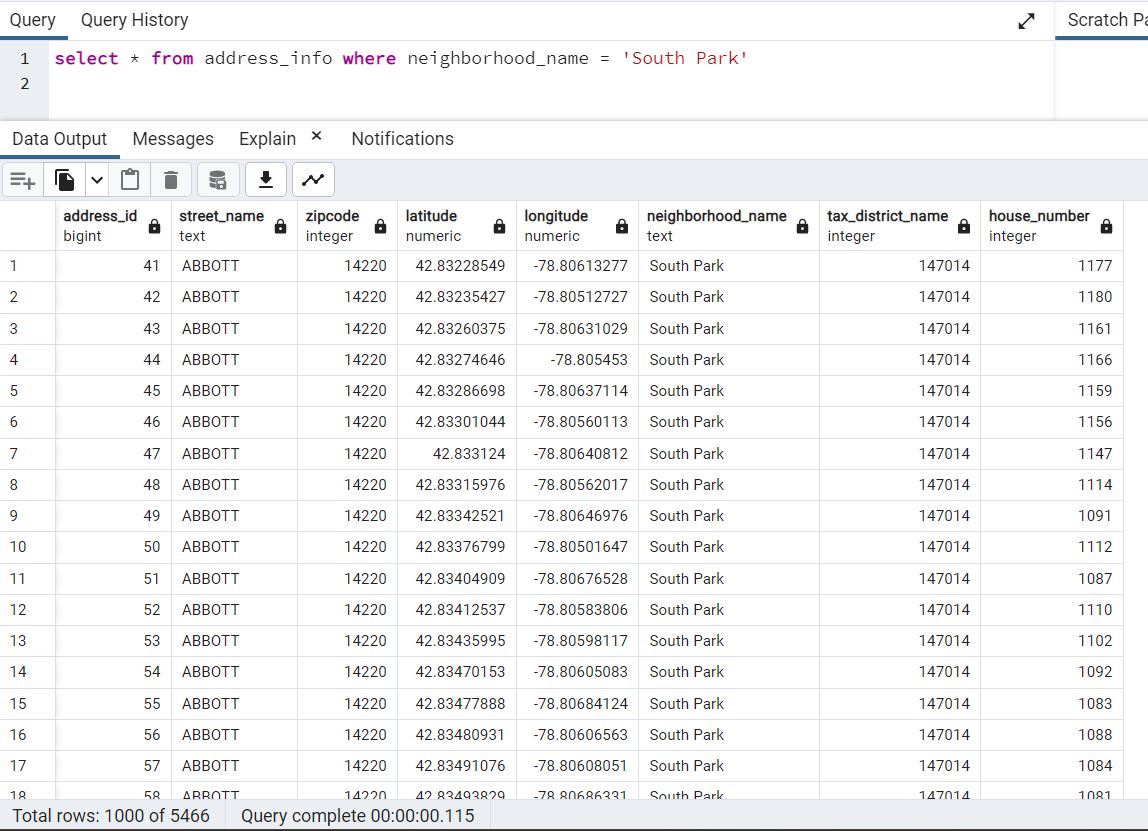 Query Query History Scratch Pa
1 select * from address_info where neighborhood_name = 'South Park'
2
Data Output Messages Explain × Notifications
address_id street_name zipcode latitude longitude neighborhood_name tax_district_name house_number
bigint text integer numeric numeric text integer integer
1 41 ABBOTT 14220 42.83228549 -78.80613277 South Park 147014 1177
2 42 ABBOTT 14220 42.83235427 -78.80512727 South Park 147014 1180
3 43 ABBOTT 14220 42.83260375 -78.80631029 South Park 147014 1161
4 44 ABBOTT 14220 42.83274646 -78.805453 South Park 147014 1166
5 45 ABBOTT 14220 42.83286698 -78.80637114 South Park 147014 1159
6 46 ABBOTT 14220 42.83301044 -78.80560113 South Park 147014 1156
7 47 ABBOTT 14220 42.833124 -78.80640812 South Park 147014 1147
8 48 ABBOTT 14220 42.83315976 -78.80562017 South Park 147014 1114
9 49 ABBOTT 14220 42.83342521 -78.80646976 South Park 147014 1091
10 50 ABBOTT 14220 42.83376799 -78.80501647 South Park 147014 1112
11 51 ABBOTT 14220 42.83404909 -78.80676528 South Park 147014 1087
12 52 ABBOTT 14220 42.83412537 -78.80583806 South Park 147014 1110
13 53 ABBOTT 14220 42.83435995 -78.80598117 South Park 147014 1102
14 54 ABBOTT 14220 42.83470153 -78.80605083 South Park 147014 1092
15 55 ABBOTT 14220 42.83477888 -78.80684124 South Park 147014 1083
16 56 ABBOTT 14220 42.83480931 -78.80606563 South Park 147014 1088
17 57 ABBOTT 14220 42.83491076 -78.80608051 South Park 147014 1084
18 58 ABBOTT 14220 42.83493829 -78.80686331 South Park 147014 1081
Total rows: 1000 of 5466 Query complete 00:00:00.115